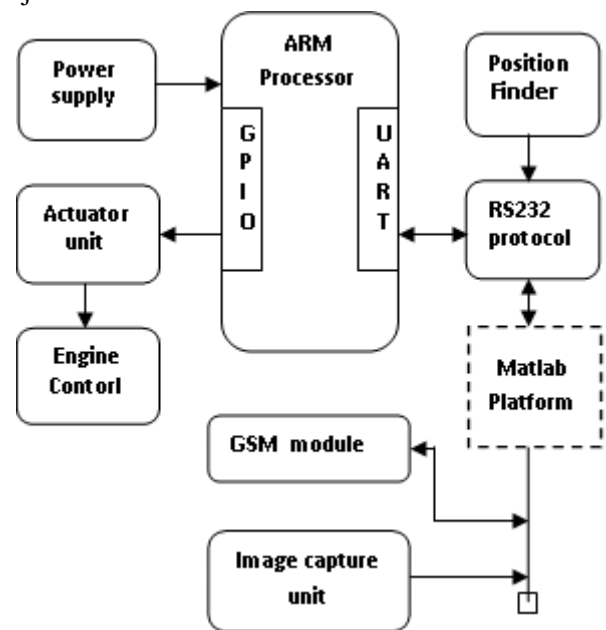 ARM
Processor
Power
supply
Position
Finder
G
P
I
O
U
A
R
T
Actuator
unit
RS232
protocol
Engine
Contorl
Matlab
Platform
GSM module
Image capture
unit